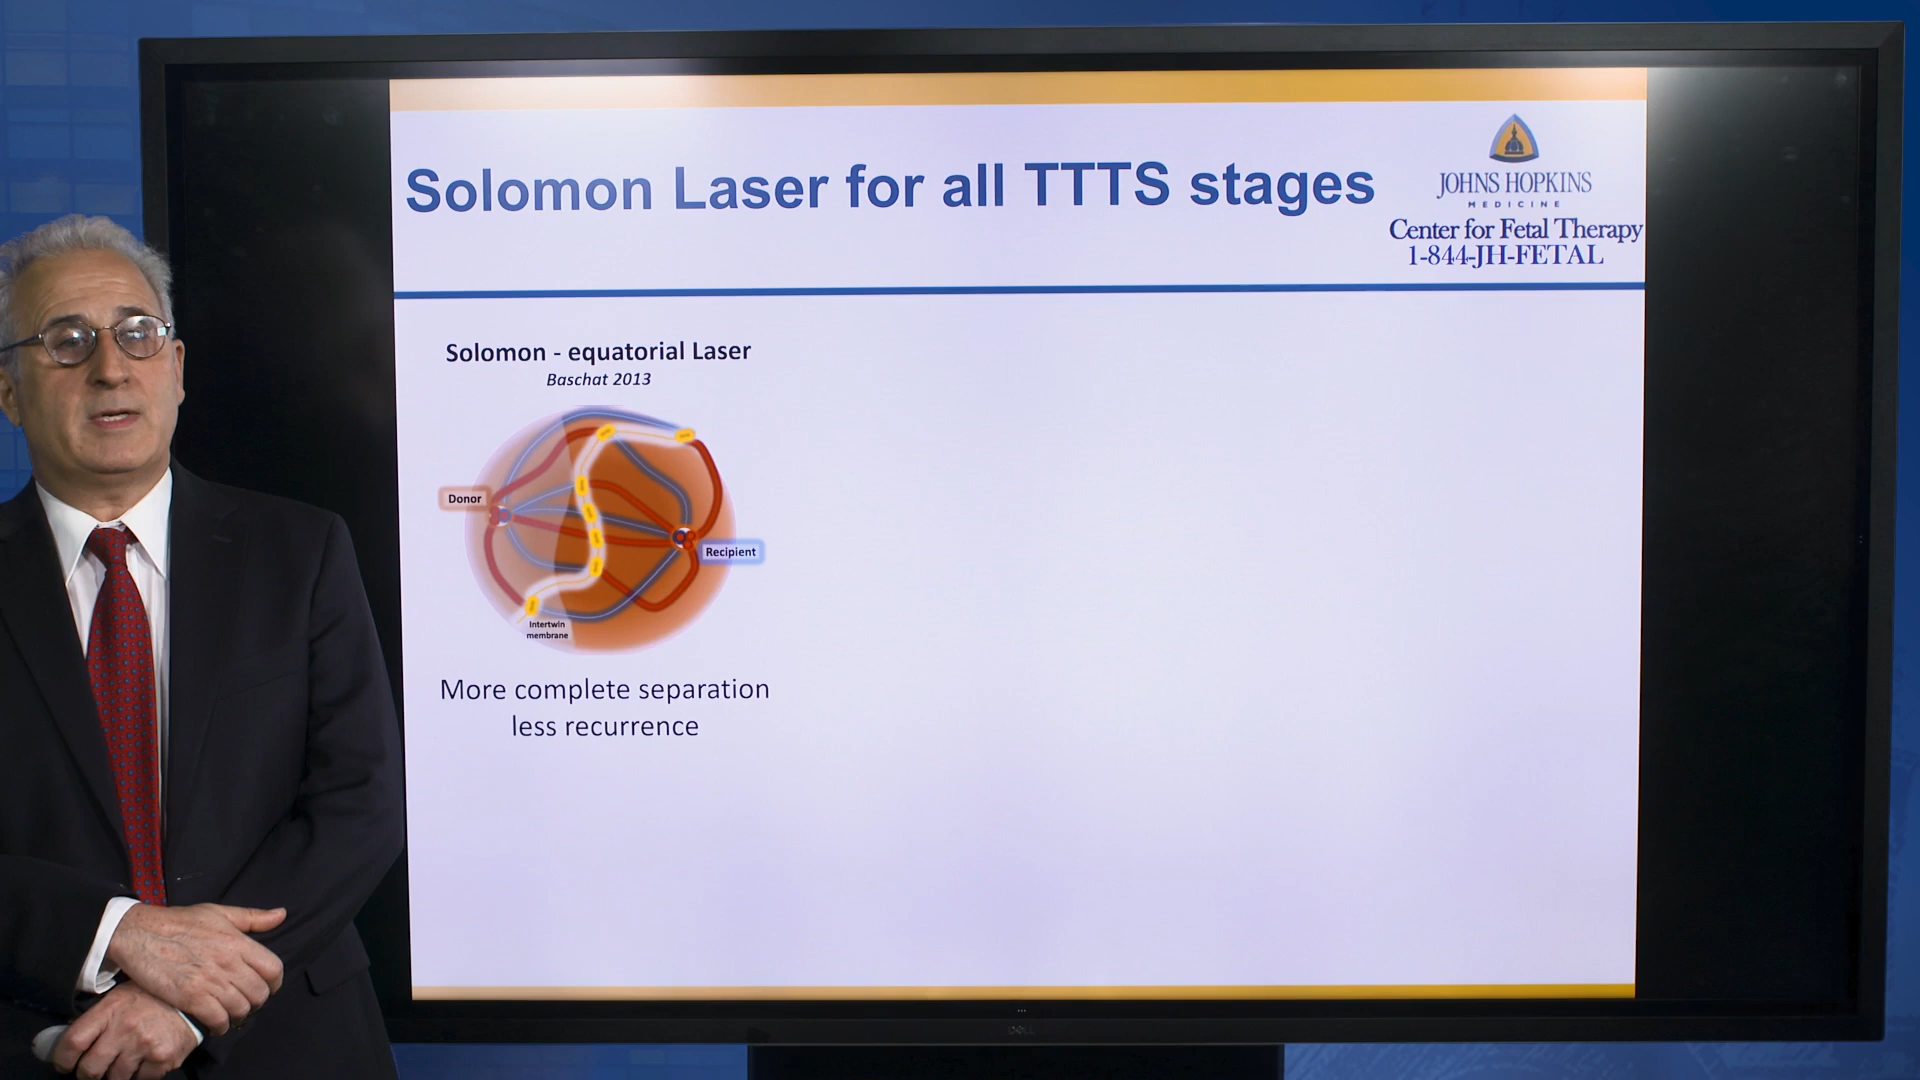 Solomon Laser for all TTTS stages
JOHNS HOPKINS
MEDICINE
Center for Fetal Therapy
1-844-JH-FETAL
Solomon - equatorial Laser
Baschat 2013
Donor
Recipient
Intertwin
membrane
More complete separation
less recurrence
DELL